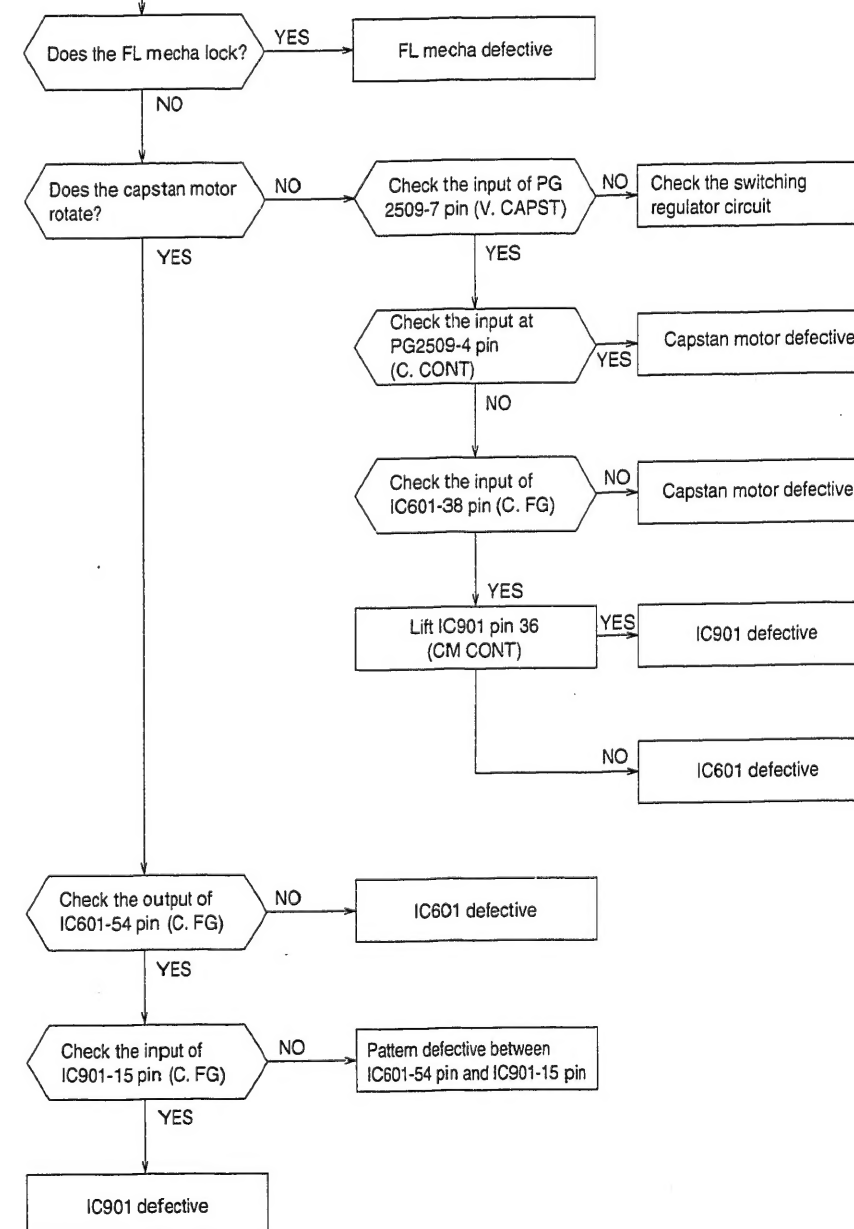 Does the FL mecha lock?
YES
FL mecha defective
NO
Does the capstan motor
rotate?
NO
Check the input of PG
2509-7 pin (V. CAPST)
NO
Check the switching
regulator circuit
YES
YES
Check the input at
PG2509-4 pin
(C. CONT)
YES
Capstan motor defective
NO
Check the input of
IC601-38 pin (C. FG)
NO
Capstan motor defective
YES
Lift IC901 pin 36
(CM CONT)
YES
IC901 defective
NO
IC601 defective
Check the output of
IC601-54 pin (C. FG)
NO
IC601 defective
YES
Check the input of
IC901-15 pin (C. FG)
NO
Pattern defective between
IC601-54 pin and IC901-15 pin
YES
IC901 defective